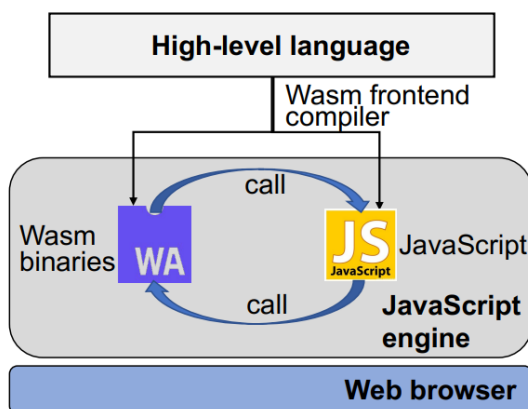 High-level language
Wasm frontend
compiler
call
Wasm
binaries
WA
JS
JavaScript
JavaScript
call
JavaScript
engine
Web browser